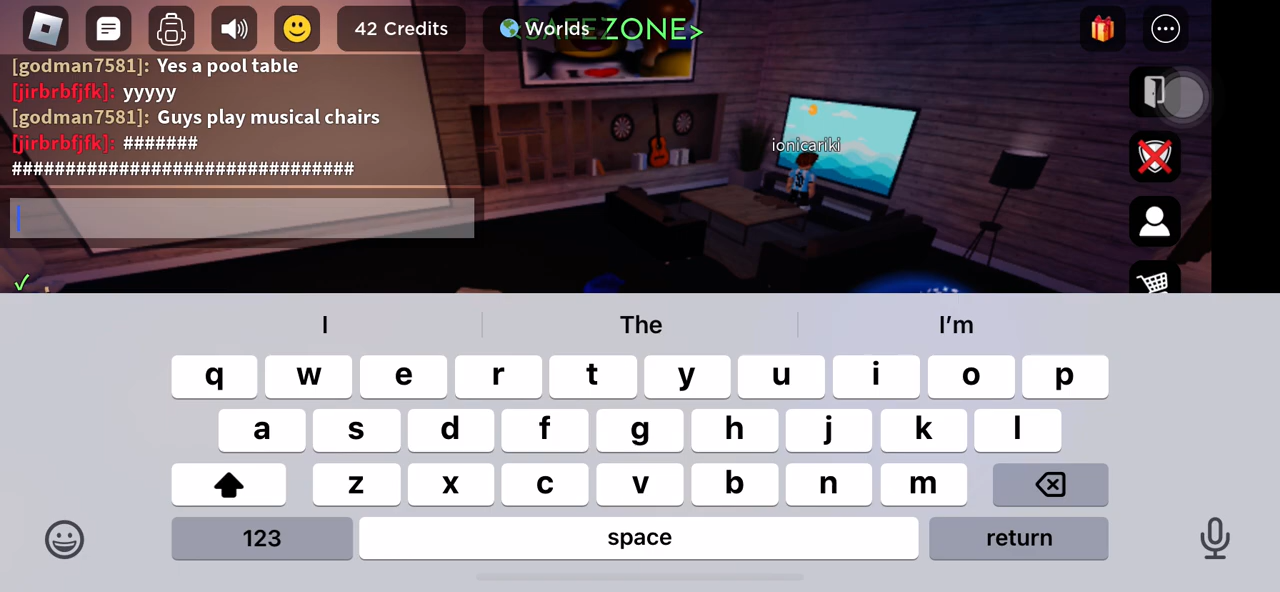 42 Credits
Worlds
SAFEZONE>
[godman7581]: Yes a pool table
[jirbrbfjfk]: yyyyy
[godman7581]: Guys play musical chairs
[jirbrbfjfk]: #######
##############################
ionicariki
I The I’m
q w e r t y u i o p
a s d f g h j k l
z x c v b n m
123 space return